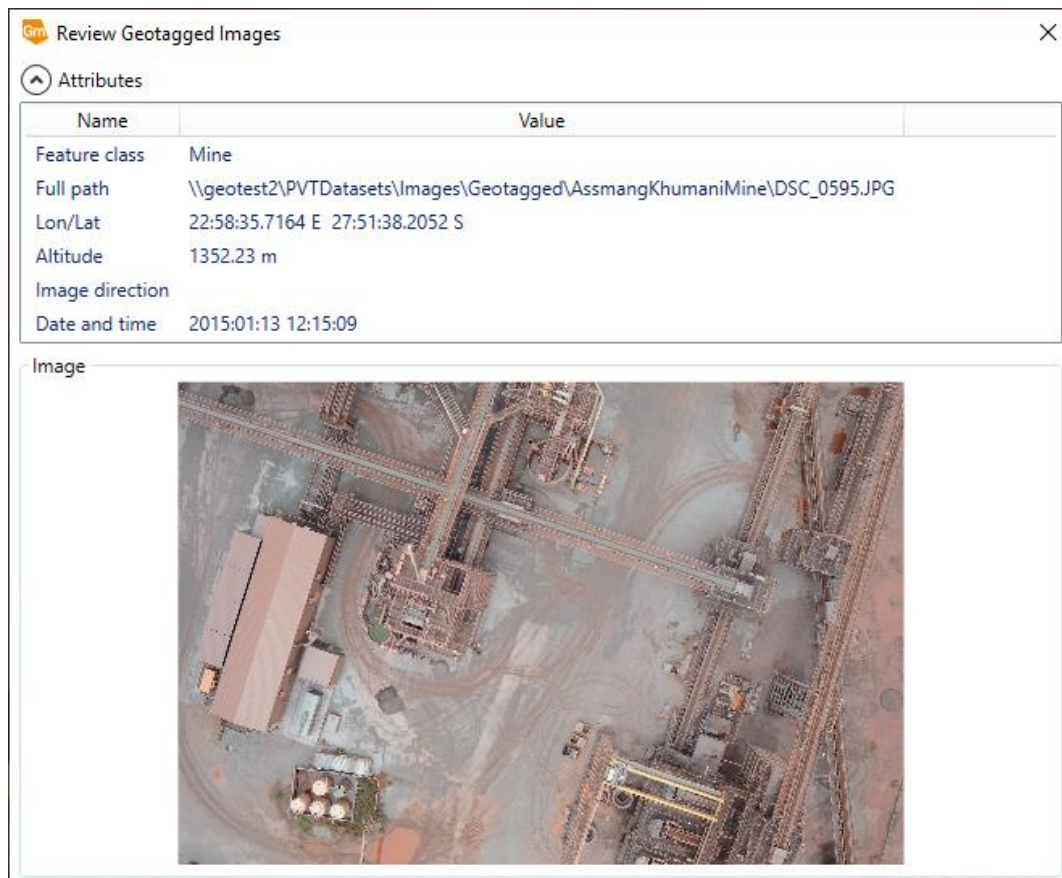 Gm Review Geotagged Images
Attributes
Name Value
Feature class Mine
Full path \\geotest2\PVTDatasets\Images\Geotagged\AssmangKhumaniMine\DSC_0595.JPG
Lon/Lat 22:58:35.7164 E 27:51:38.2052 S
Altitude 1352.23 m
Image direction
Date and time 2015:01:13 12:15:09
Image